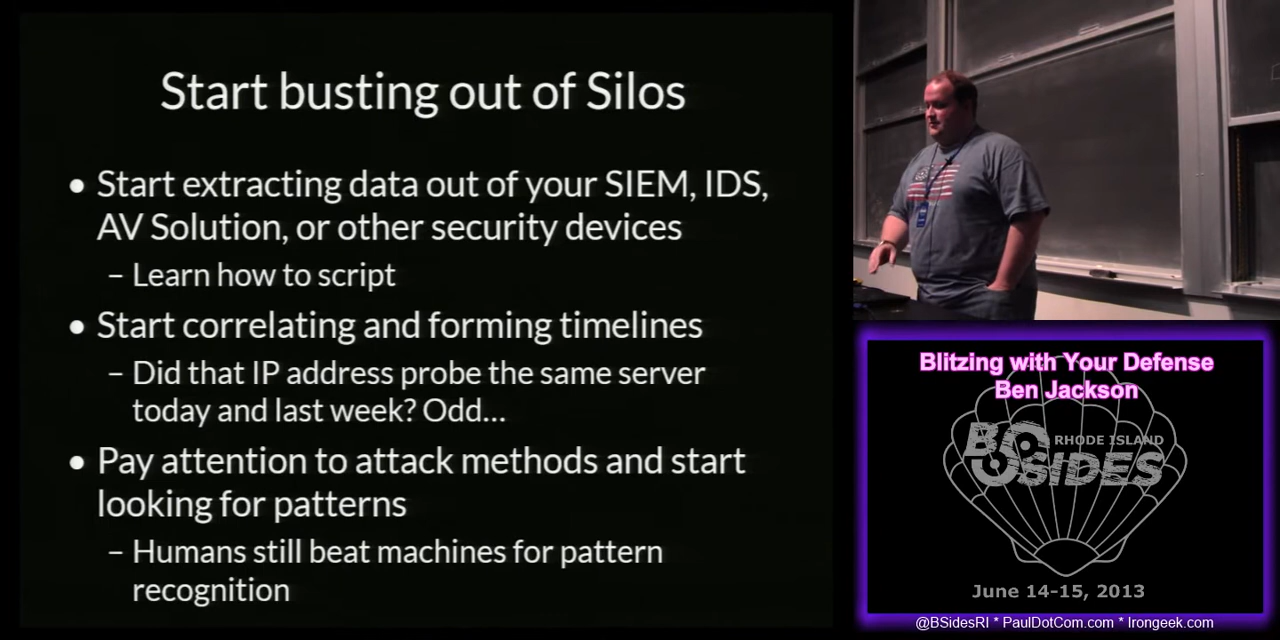 Start busting out of Silos
• Start extracting data out of your SIEM, IDS,
AV Solution, or other security devices
– Learn how to script
• Start correlating and forming timelines
– Did that IP address probe the same server
today and last week? Odd...
• Pay attention to attack methods and start
looking for patterns
– Humans still beat machines for pattern
recognition
Blitzing with Your Defense
Ben Jackson
BSIDES
RHODE ISLAND
June 14-15, 2013
@BSidesRI * PaulDotCom.com * Irongeek.com